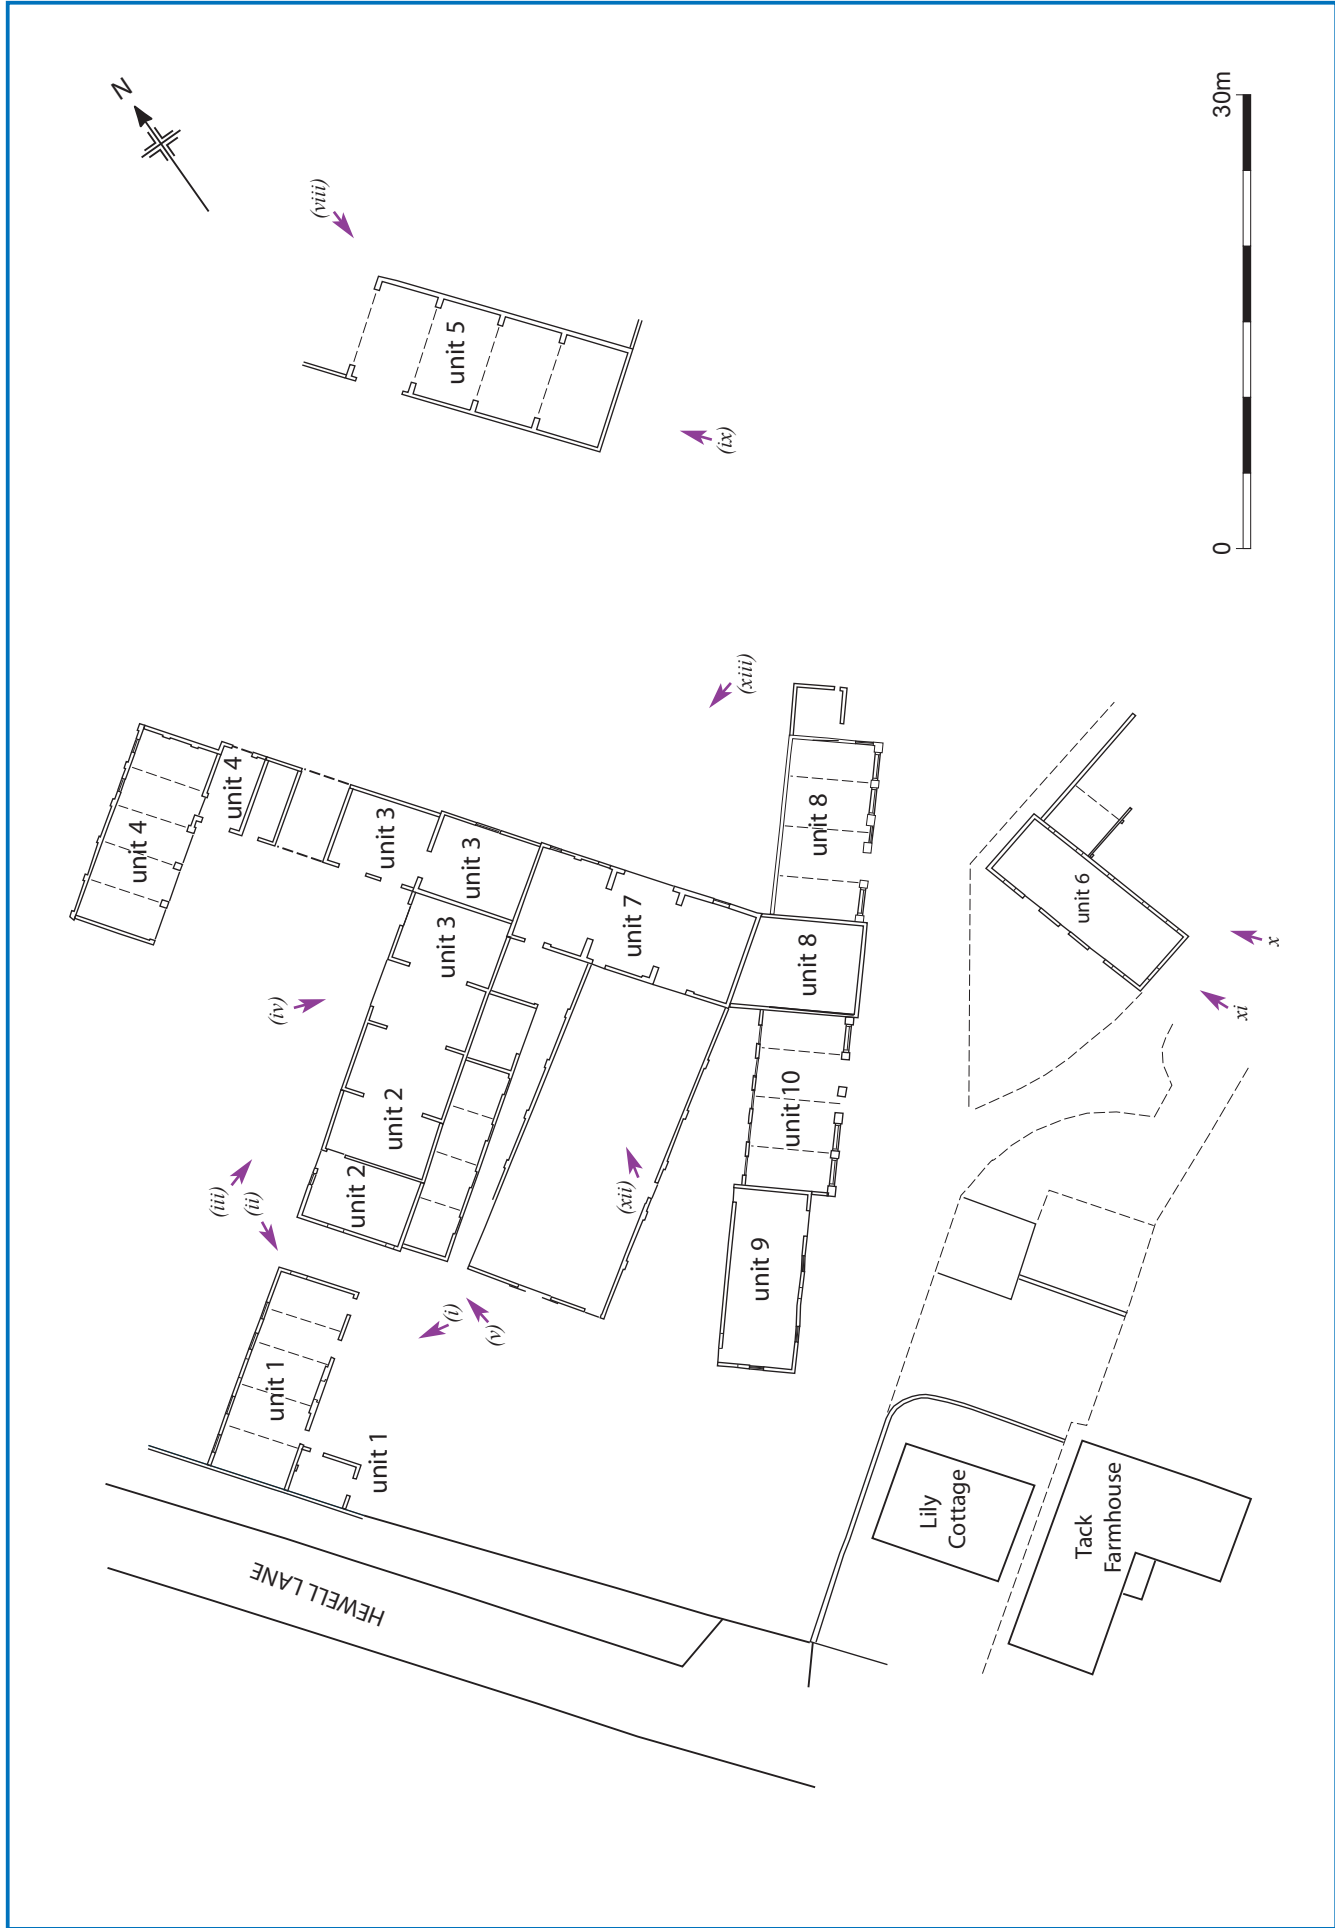 N
(viii)
unit 5
(ix)
30m
0
unit 4
unit 4
unit 3
unit 3
unit 3
(iv)
unit 2
unit 2
(iii)
(ii)
(i)
(v)
unit 1
unit 1
HEWELL LANE
unit 7
(xiii)
unit 8
unit 8
(xii)
unit 10
unit 9
unit 6
x
xi
Lily
Cottage
Tack
Farmhouse